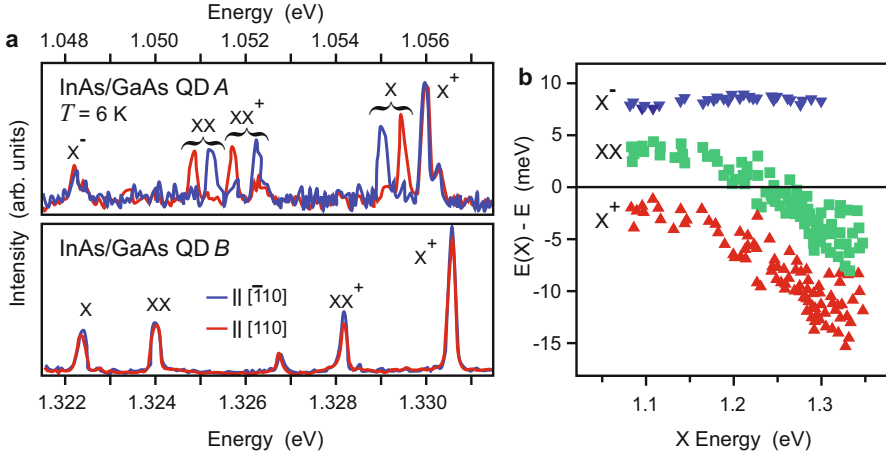 a
Energy (eV)
1.048 1.050 1.052 1.054 1.056
InAs/GaAs QD A
T = 6 K
X⁻ XX XX⁺ X X⁺
InAs/GaAs QD B
X XX XX⁺ X⁺
|| [1̅10]
|| [110]
Intensity (arb. units)
1.322 1.324 1.326 1.328 1.330
Energy (eV)
b
10
5
0
-5
-10
-15
X⁻
XX
X⁺
E(X) - E (meV)
1.1 1.2 1.3
X Energy (eV)